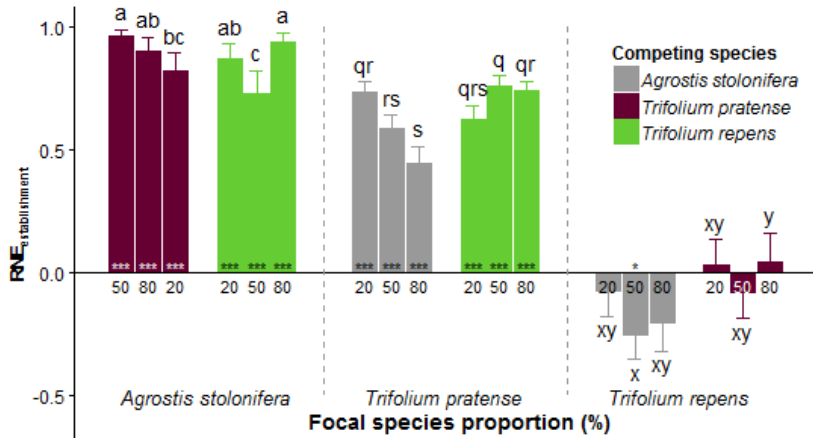 1.0
0.5
0.0
-0.5
RNE establishment
a ab bc ab c a
qr rs s qrs q qr
xy x xy xy xy y
Competing species
Agrostis stolonifera
Trifolium pratense
Trifolium repens
*** *** *** *** *** *** *** *** *** *** *** *** *
50 80 20 20 50 80 20 50 80 20 50 80 20 50 80 20 50 80
Agrostis stolonifera Trifolium pratense Trifolium repens
Focal species proportion (%)